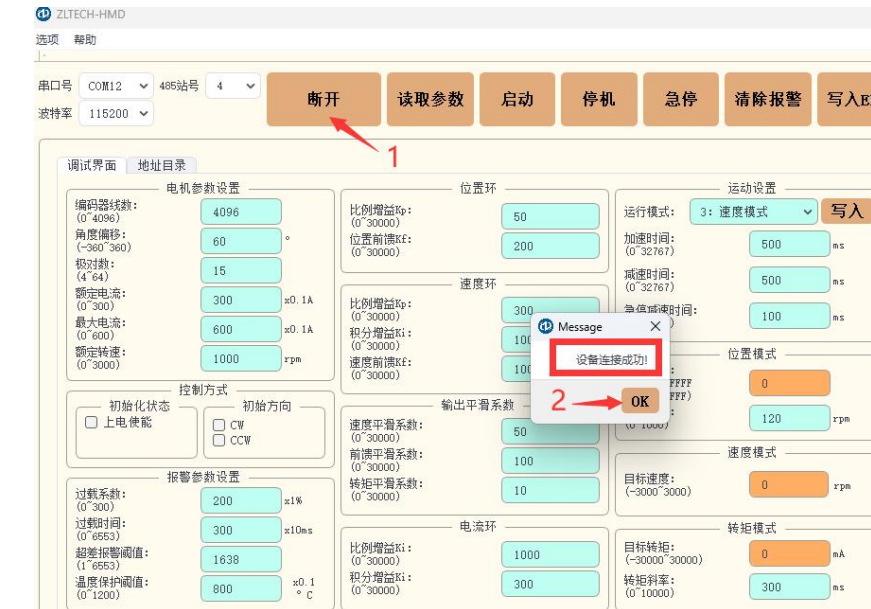 ZLTECH-HMD
选项 帮助
串口号 COM12 485站号 4
波特率 115200
断开 读取参数 启动 停机 急停 清除报警
1
调试界面 地址目录
电机参数设置
编码器线数:
(0~4096)
4096
角度偏移:
(-360~360)
60 °
极对数:
(4~64)
15
额定电流:
(0~300)
300 x0.1A
最大电流:
(0~600)
600 x0.1A
额定转速:
(0~3000)
1000 rpm
控制方式
初始化状态
上电使能
初始方向
CW
CCW
报警参数设置
过载系数:
(0~300)
200 x1%
过载时间:
(0~6553)
300 x10ms
超差报警阈值:
(1~6553)
1638
温度保护阈值:
(0~1200)
800 x0.1
°C
位置环
比例增益Kp:
(0~30000)
50
位置前馈Kf:
(0~30000)
200
速度环
比例增益Kp:
(0~30000)
300
积分增益Ki:
(0~30000)
速度前馈Kf:
(0~30000)
输出平滑系数
速度平滑系数:
(0~30000)
50
前馈平滑系数:
(0~30000)
100
转矩平滑系数:
(0~30000)
10
电流环
比例增益Ki:
(0~30000)
1000
积分增益Ki:
(0~30000)
300
Message
设备连接成功!
2
OK
运动设置
运行模式: 3: 速度模式 写入
加速时间:
(0~32767)
500 ms
减速时间:
(0~32767)
500 ms
急停减速时间:
100 ms
位置模式
0
120 rpm
速度模式
目标速度:
(-3000~3000)
0 rpm
转矩模式
目标转矩:
(-30000~30000)
0 mA
转矩斜率:
(0~10000)
300 ms